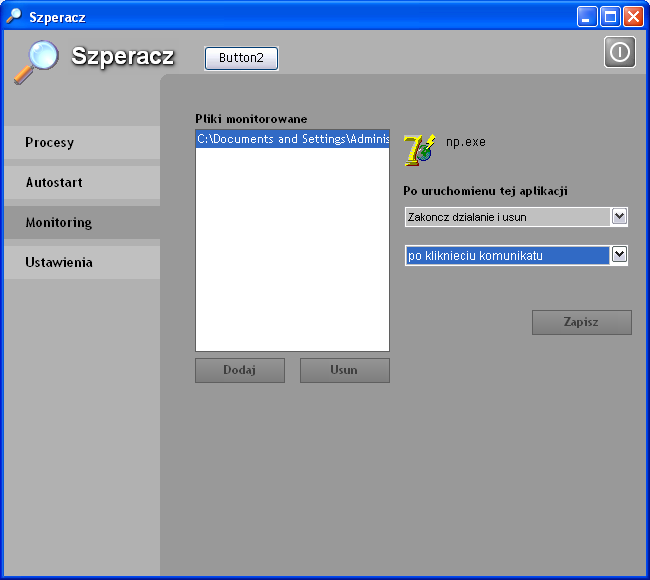 Szperacz
Szperacz
Button2
Pliki monitorowane
C:\Documents and Settings\Adminis
np.exe
Procesy
Autostart
Monitoring
Ustawienia
Po uruchomienu tej aplikacji
Zakoncz dzialanie i usun
po kliknieciu komunikatu
Zapisz
Dodaj
Usun